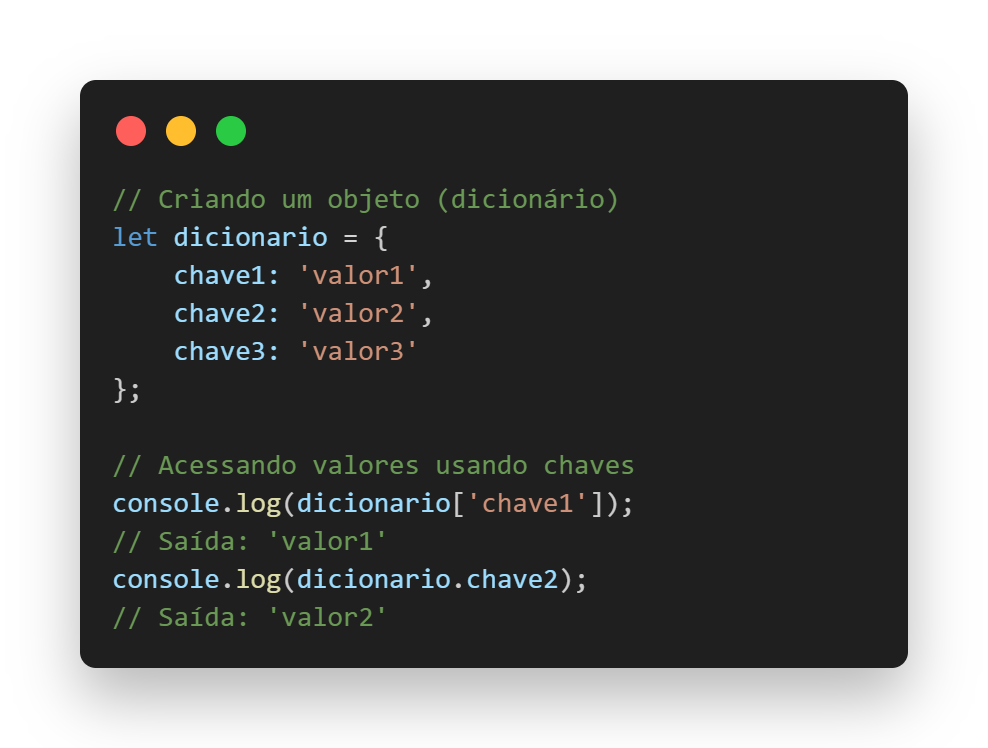 // Criando um objeto (dicionário)
let dicionario = {
    chave1: 'valor1',
    chave2: 'valor2',
    chave3: 'valor3'
};

// Acessando valores usando chaves
console.log(dicionario['chave1']);
// Saída: 'valor1'
console.log(dicionario.chave2);
// Saída: 'valor2'